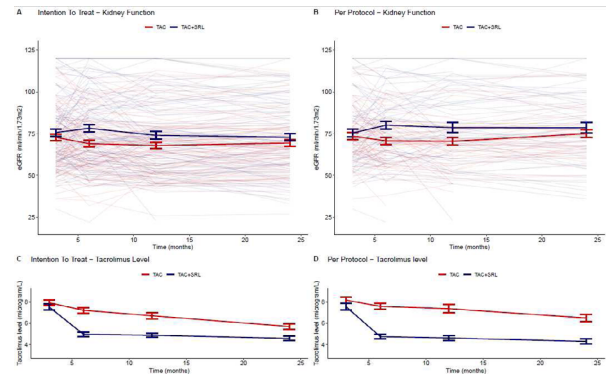 A Intention To Treat – Kidney Function
TAC TAC+SRL
125
100
75
50
25
eGFR (ml/min/1.73m2)
5 10 15 20 25
Time (months)
B Per Protocol – Kidney Function
TAC TAC+SRL
125
100
75
50
25
eGFR (ml/min/1.73m2)
5 10 15 20 25
Time (months)
C Intention To Treat – Tacrolimus Level
TAC TAC+SRL
8
6
4
Tacrolimus level (microgram/L)
5 10 15 20 25
Time (months)
D Per Protocol – Tacrolimus level
TAC TAC+SRL
8
6
4
Tacrolimus level (microgram/L)
5 10 15 20 25
Time (months)